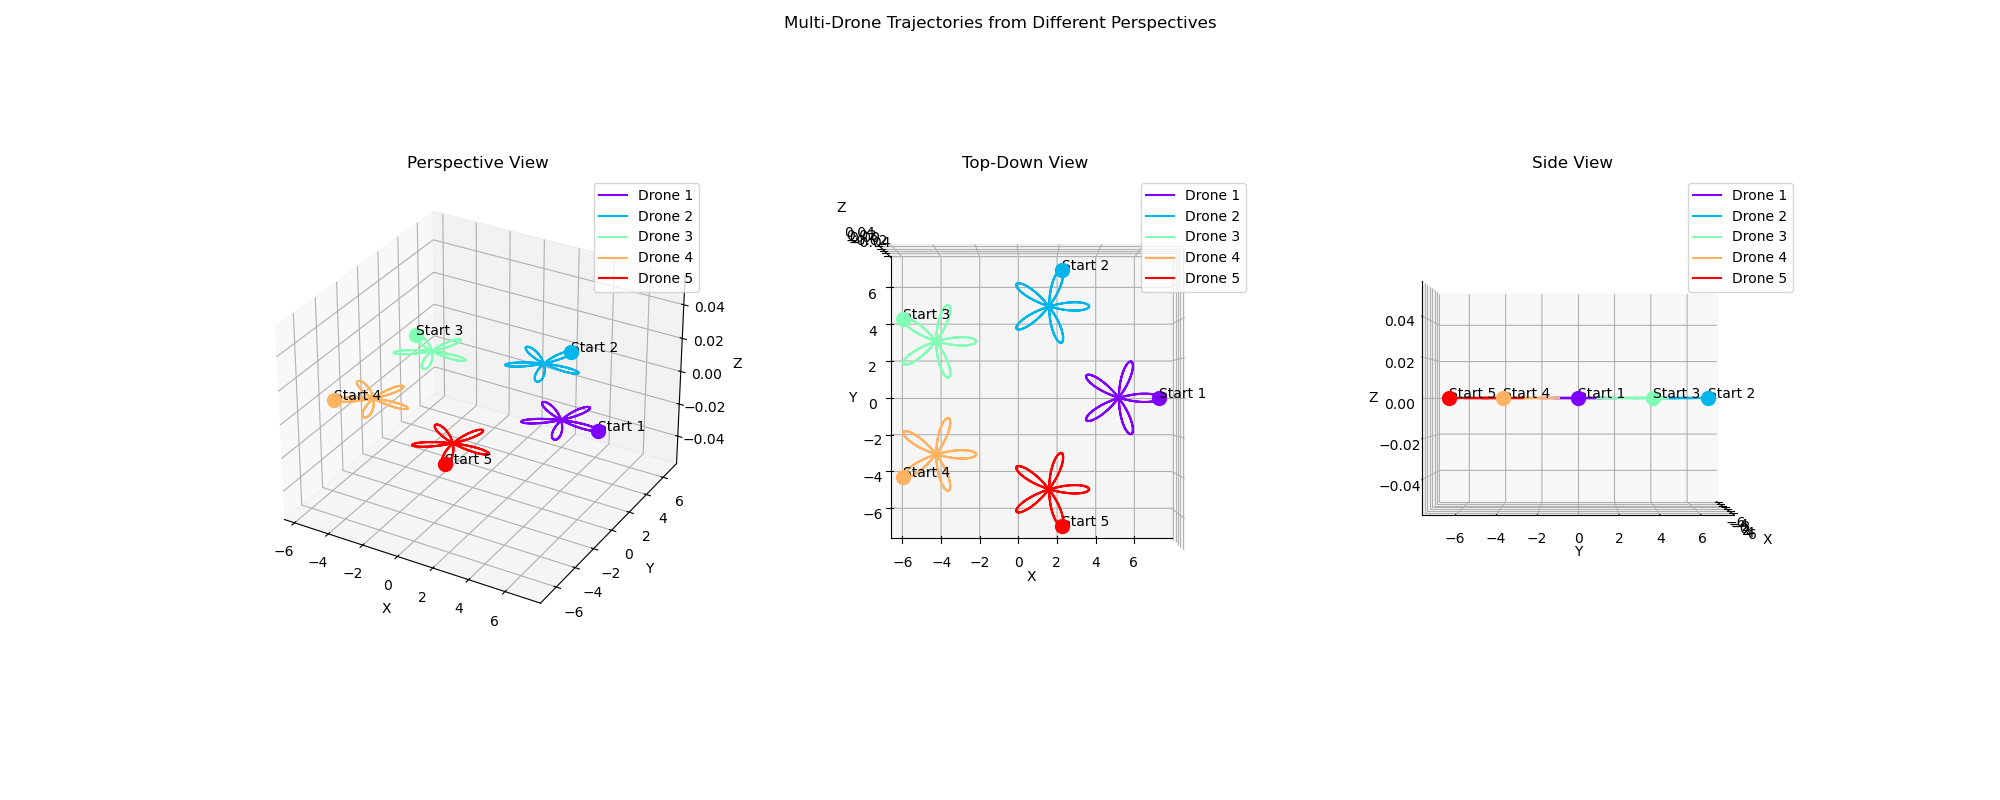 Multi-Drone Trajectories from Different Perspectives
Perspective View
Drone 1
Drone 2
Drone 3
Drone 4
Drone 5
Start 1
Start 2
Start 3
Start 4
Start 5
0.04
0.02
0.00
−0.02
−0.04
Z
−6
−4
−2
0
2
4
6
X
−6
−4
−2
0
2
4
6
Y
Top-Down View
Drone 1
Drone 2
Drone 3
Drone 4
Drone 5
Z
0.04
−0.04
Start 2
Start 3
Start 1
Start 4
Start 5
6
4
2
0
−2
−4
−6
Y
−6
−4
−2
0
2
4
6
X
Side View
Drone 1
Drone 2
Drone 3
Drone 4
Drone 5
0.04
0.02
0.00
−0.02
−0.04
Z
Start 5
Start 4
Start 1
Start 3
Start 2
−6
−4
−2
0
2
4
6
Y
X